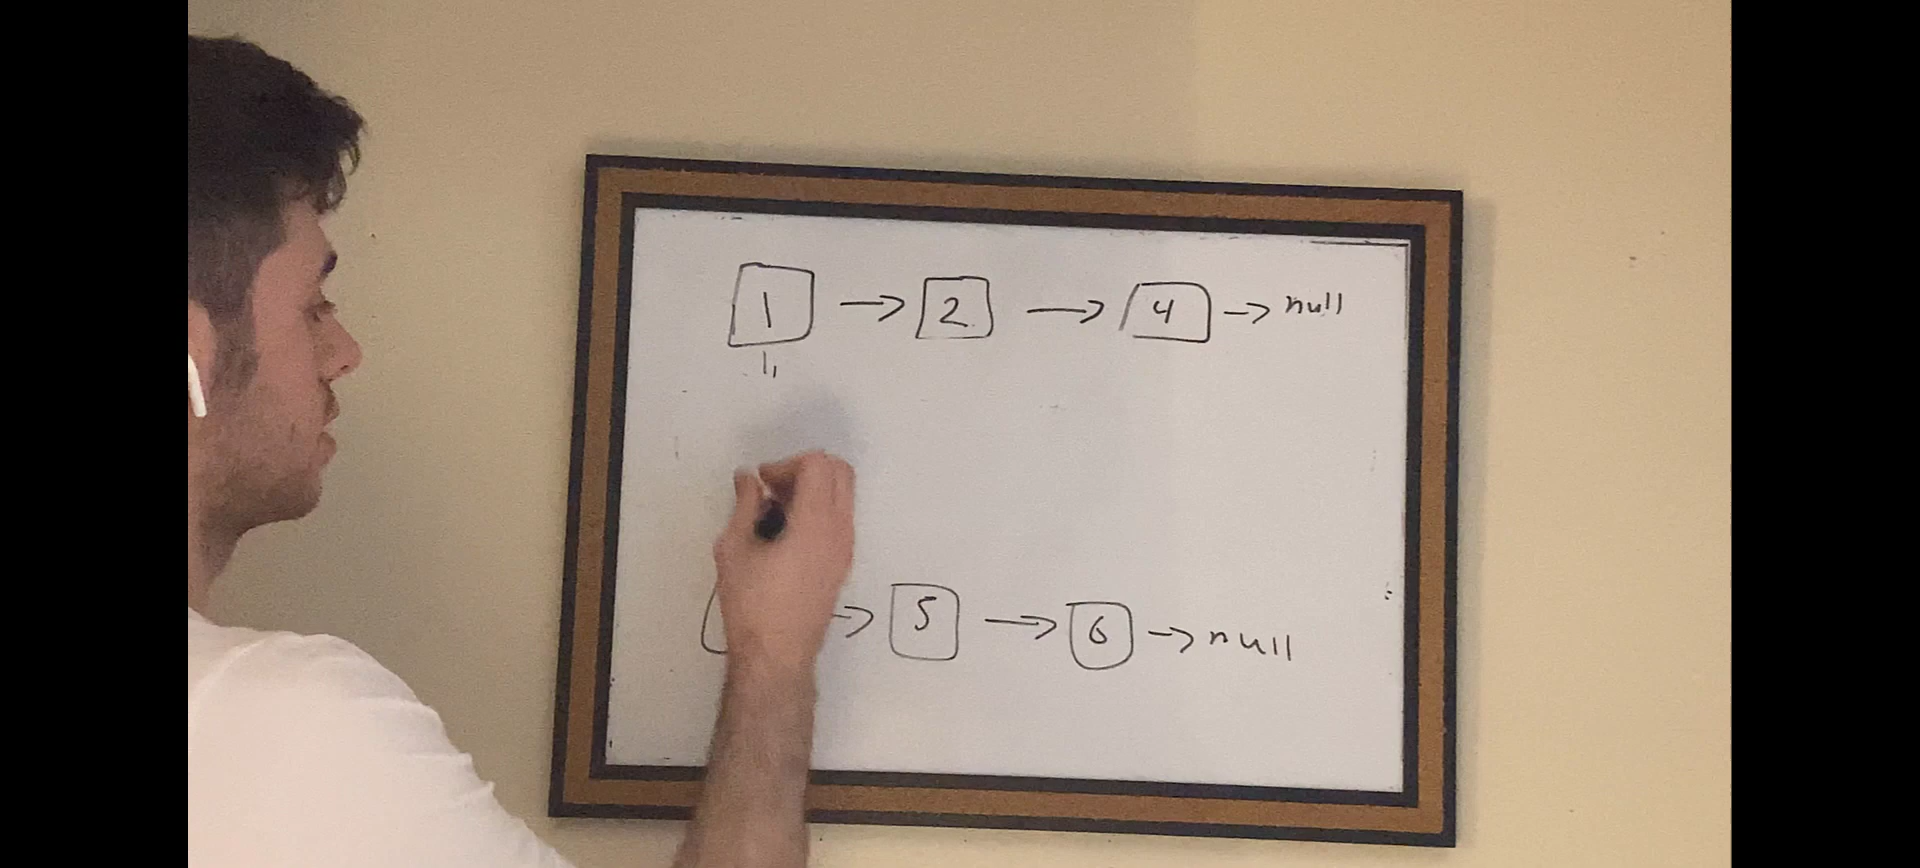 1 → 2 → 4 → null
l₁
→ 5 → 6 → null